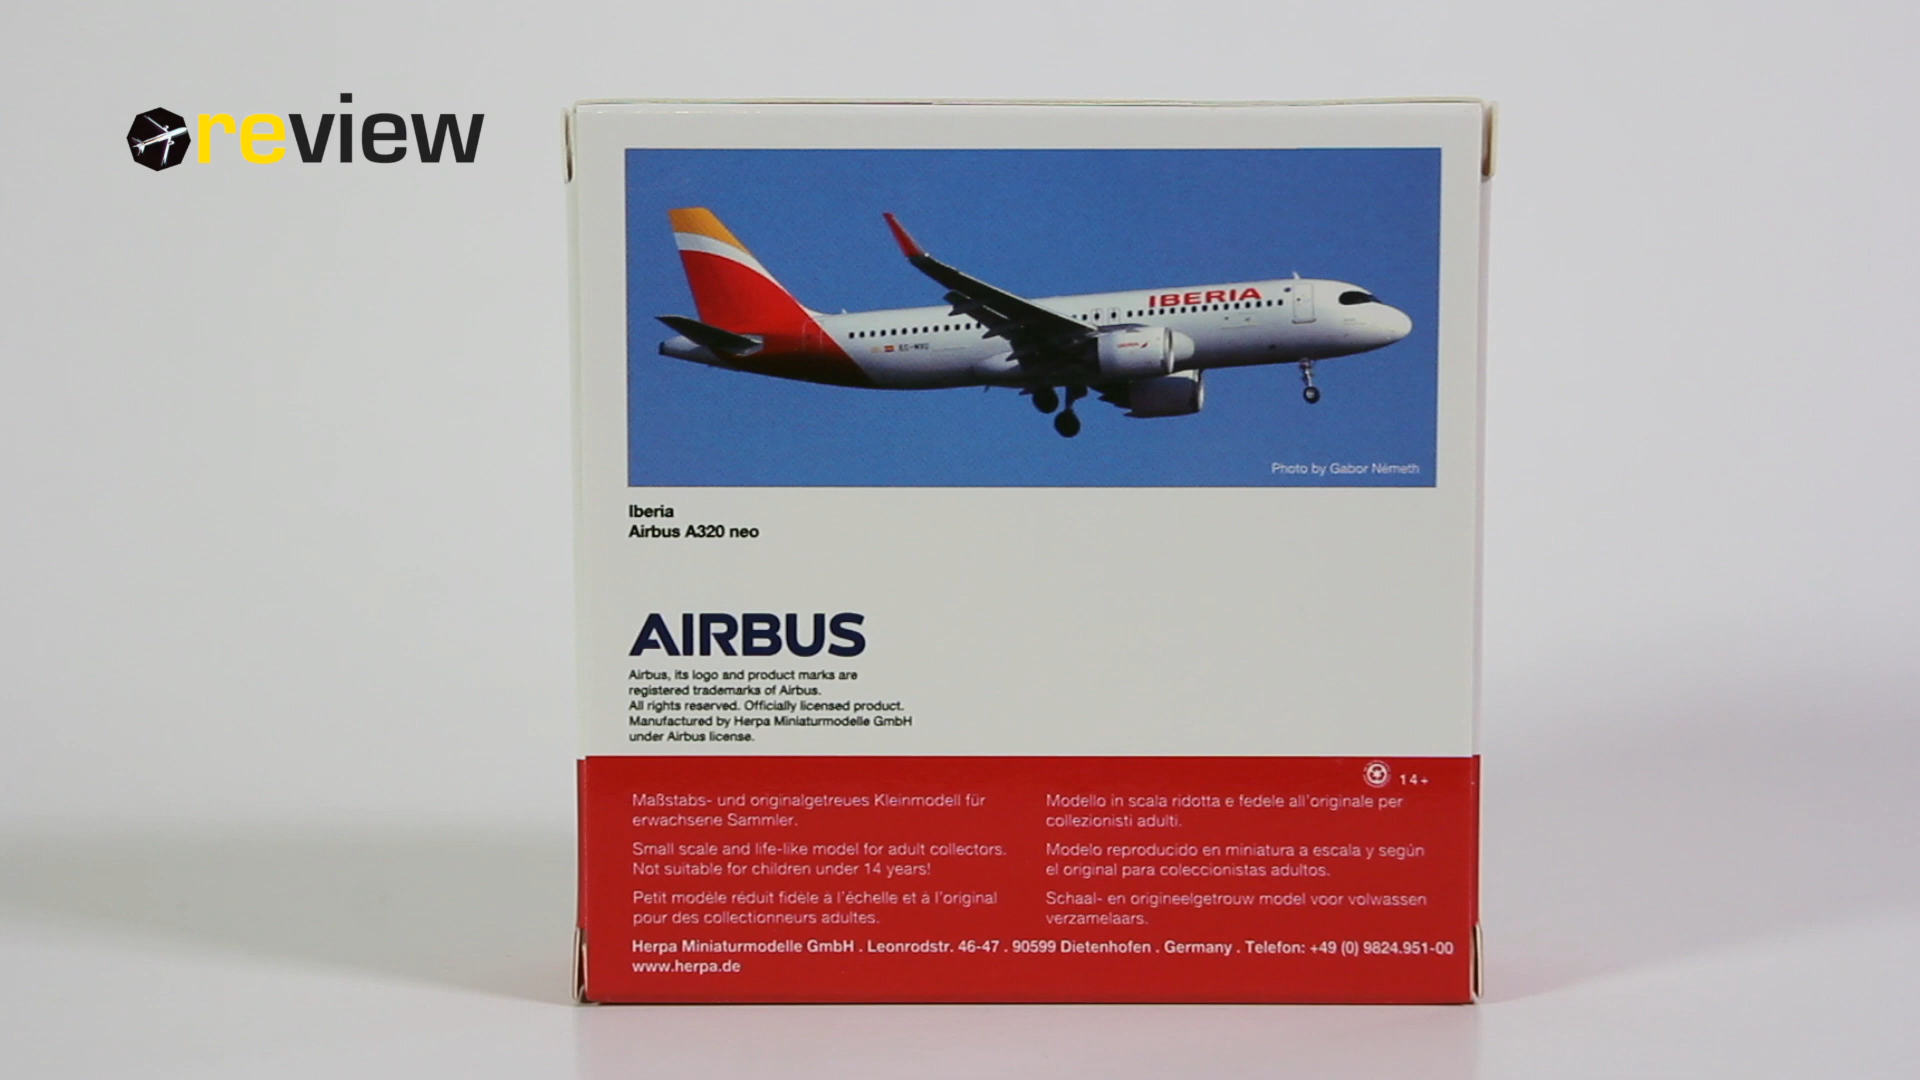 review
IBERIA
Photo by Gabor Németh
Iberia
Airbus A320 neo
AIRBUS
Airbus, its logo and product marks are
registered trademarks of Airbus.
All rights reserved. Officially licensed product.
Manufactured by Herpa Miniaturmodelle GmbH
under Airbus license.
14+
Maßstabs- und originalgetreues Kleinmodell für
erwachsene Sammler.
Small scale and life-like model for adult collectors.
Not suitable for children under 14 years!
Petit modèle réduit fidèle à l'échelle et à l'original
pour des collectionneurs adultes.
Modello in scala ridotta e fedele all'originale per
collezionisti adulti.
Modelo reproducido en miniatura a escala y según
el original para coleccionistas adultos.
Schaal- en origineelgetrouw model voor volwassen
verzamelaars.
Herpa Miniaturmodelle GmbH . Leonrodstr. 46-47 . 90599 Dietenhofen . Germany . Telefon: +49 (0) 9824.951-00
www.herpa.de